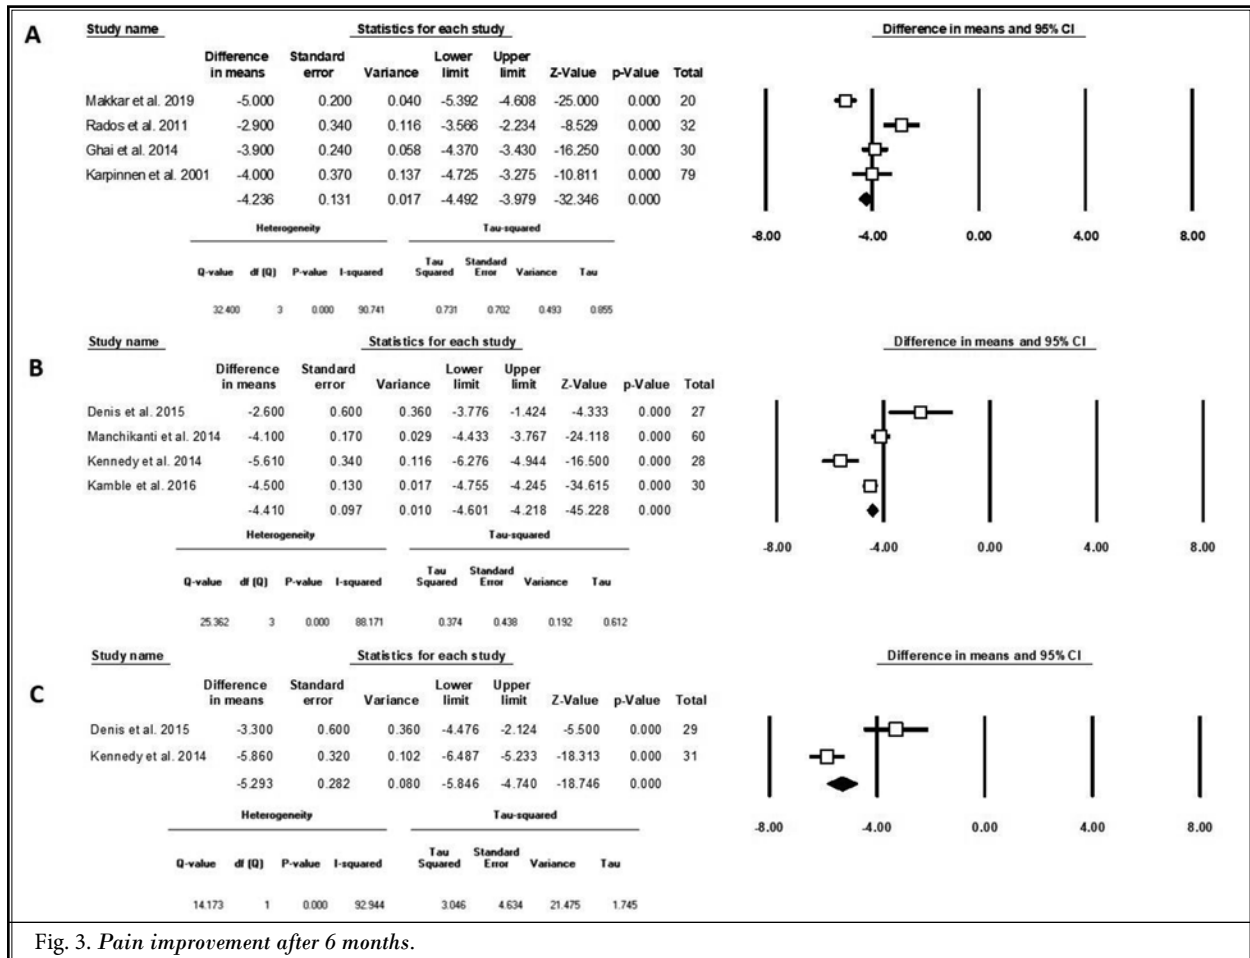 A
Study name Statistics for each study Difference in means and 95% CI
Difference Standard Lower Upper
in means error Variance limit limit Z-Value p-Value Total
Makkar et al. 2019 -5.000 0.200 0.040 -5.392 -4.608 -25.000 0.000 20
Rados et al. 2011 -2.900 0.340 0.116 -3.566 -2.234 -8.529 0.000 32
Ghai et al. 2014 -3.900 0.240 0.058 -4.370 -3.430 -16.250 0.000 30
Karpinnen et al. 2001 -4.000 0.370 0.137 -4.725 -3.275 -10.811 0.000 79
-4.236 0.131 0.017 -4.492 -3.979 -32.346 0.000
-8.00 -4.00 0.00 4.00 8.00
Heterogeneity Tau-squared
Tau Standard
Q-value df (Q) P-value I-squared Squared Error Variance Tau
32.400 3 0.000 90.741 0.731 0.702 0.493 0.855
B
Study name Statistics for each study Difference in means and 95% CI
Difference Standard Lower Upper
in means error Variance limit limit Z-Value p-Value Total
Denis et al. 2015 -2.600 0.600 0.360 -3.776 -1.424 -4.333 0.000 27
Manchikanti et al. 2014 -4.100 0.170 0.029 -4.433 -3.767 -24.118 0.000 60
Kennedy et al. 2014 -5.610 0.340 0.116 -6.276 -4.944 -16.500 0.000 28
Kamble et al. 2016 -4.500 0.130 0.017 -4.755 -4.245 -34.615 0.000 30
-4.410 0.097 0.010 -4.601 -4.218 -45.228 0.000
-8.00 -4.00 0.00 4.00 8.00
Heterogeneity Tau-squared
Tau Standard
Q-value df (Q) P-value I-squared Squared Error Variance Tau
25.362 3 0.000 88.171 0.374 0.438 0.192 0.612
C
Study name Statistics for each study Difference in means and 95% CI
Difference Standard Lower Upper
in means error Variance limit limit Z-Value p-Value Total
Denis et al. 2015 -3.300 0.600 0.360 -4.476 -2.124 -5.500 0.000 29
Kennedy et al. 2014 -5.860 0.320 0.102 -6.487 -5.233 -18.313 0.000 31
-5.293 0.282 0.080 -5.846 -4.740 -18.746 0.000
-8.00 -4.00 0.00 4.00 8.00
Heterogeneity Tau-squared
Tau Standard
Q-value df (Q) P-value I-squared Squared Error Variance Tau
14.173 1 0.000 92.944 3.046 4.634 21.475 1.745
Fig. 3. Pain improvement after 6 months.